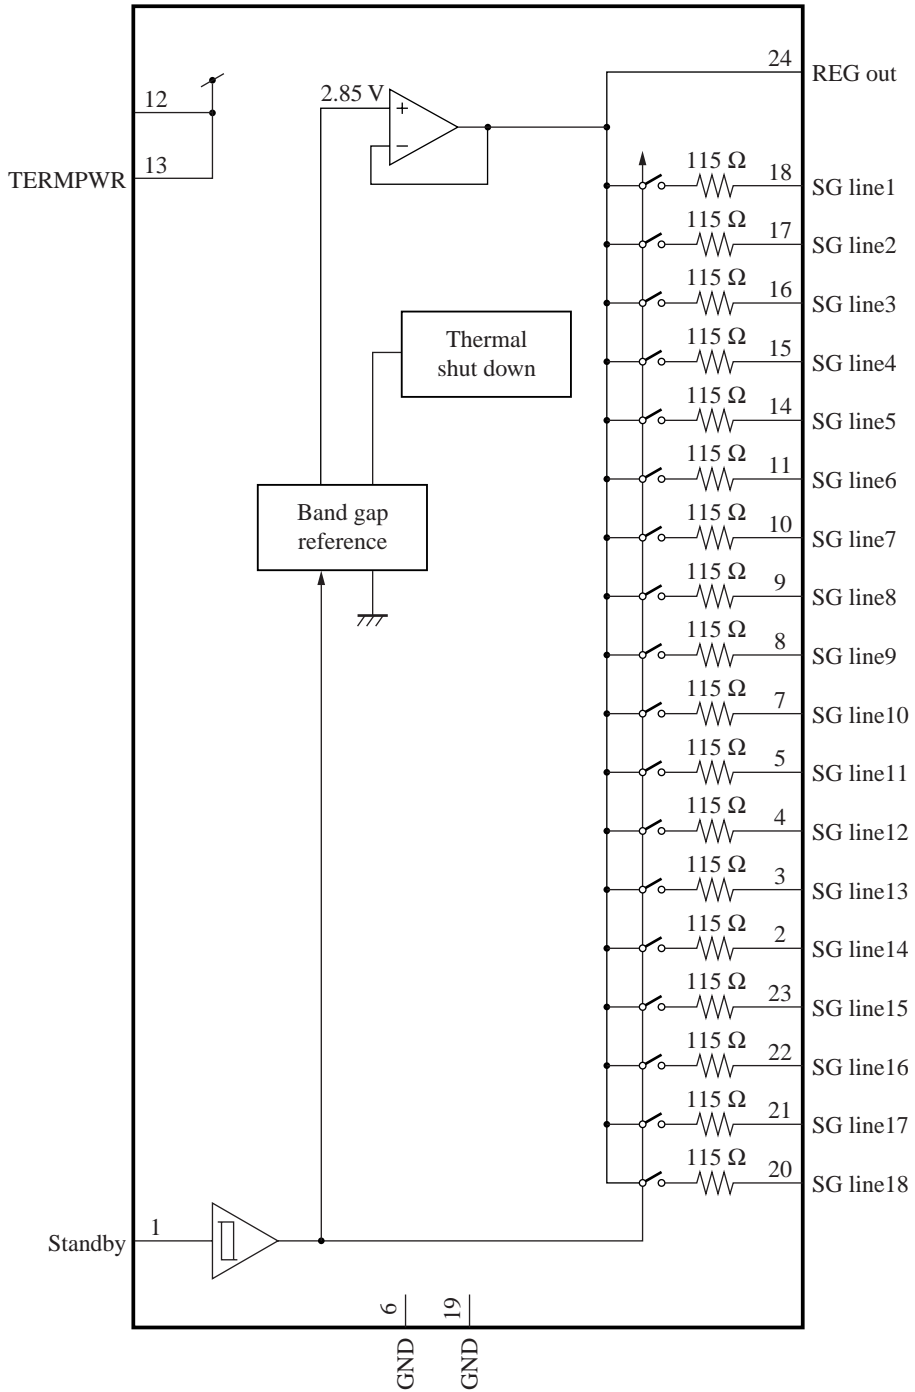 24
REG out
12
2.85 V
+
−
13
TERMPWR
115 Ω
18
SG line1
115 Ω
17
SG line2
115 Ω
16
SG line3
115 Ω
15
SG line4
115 Ω
14
SG line5
115 Ω
11
SG line6
115 Ω
10
SG line7
115 Ω
9
SG line8
115 Ω
8
SG line9
115 Ω
7
SG line10
115 Ω
5
SG line11
115 Ω
4
SG line12
115 Ω
3
SG line13
115 Ω
2
SG line14
115 Ω
23
SG line15
115 Ω
22
SG line16
115 Ω
21
SG line17
115 Ω
20
SG line18
Thermal
shut down
Band gap
reference
1
Standby
6
19
GND
GND